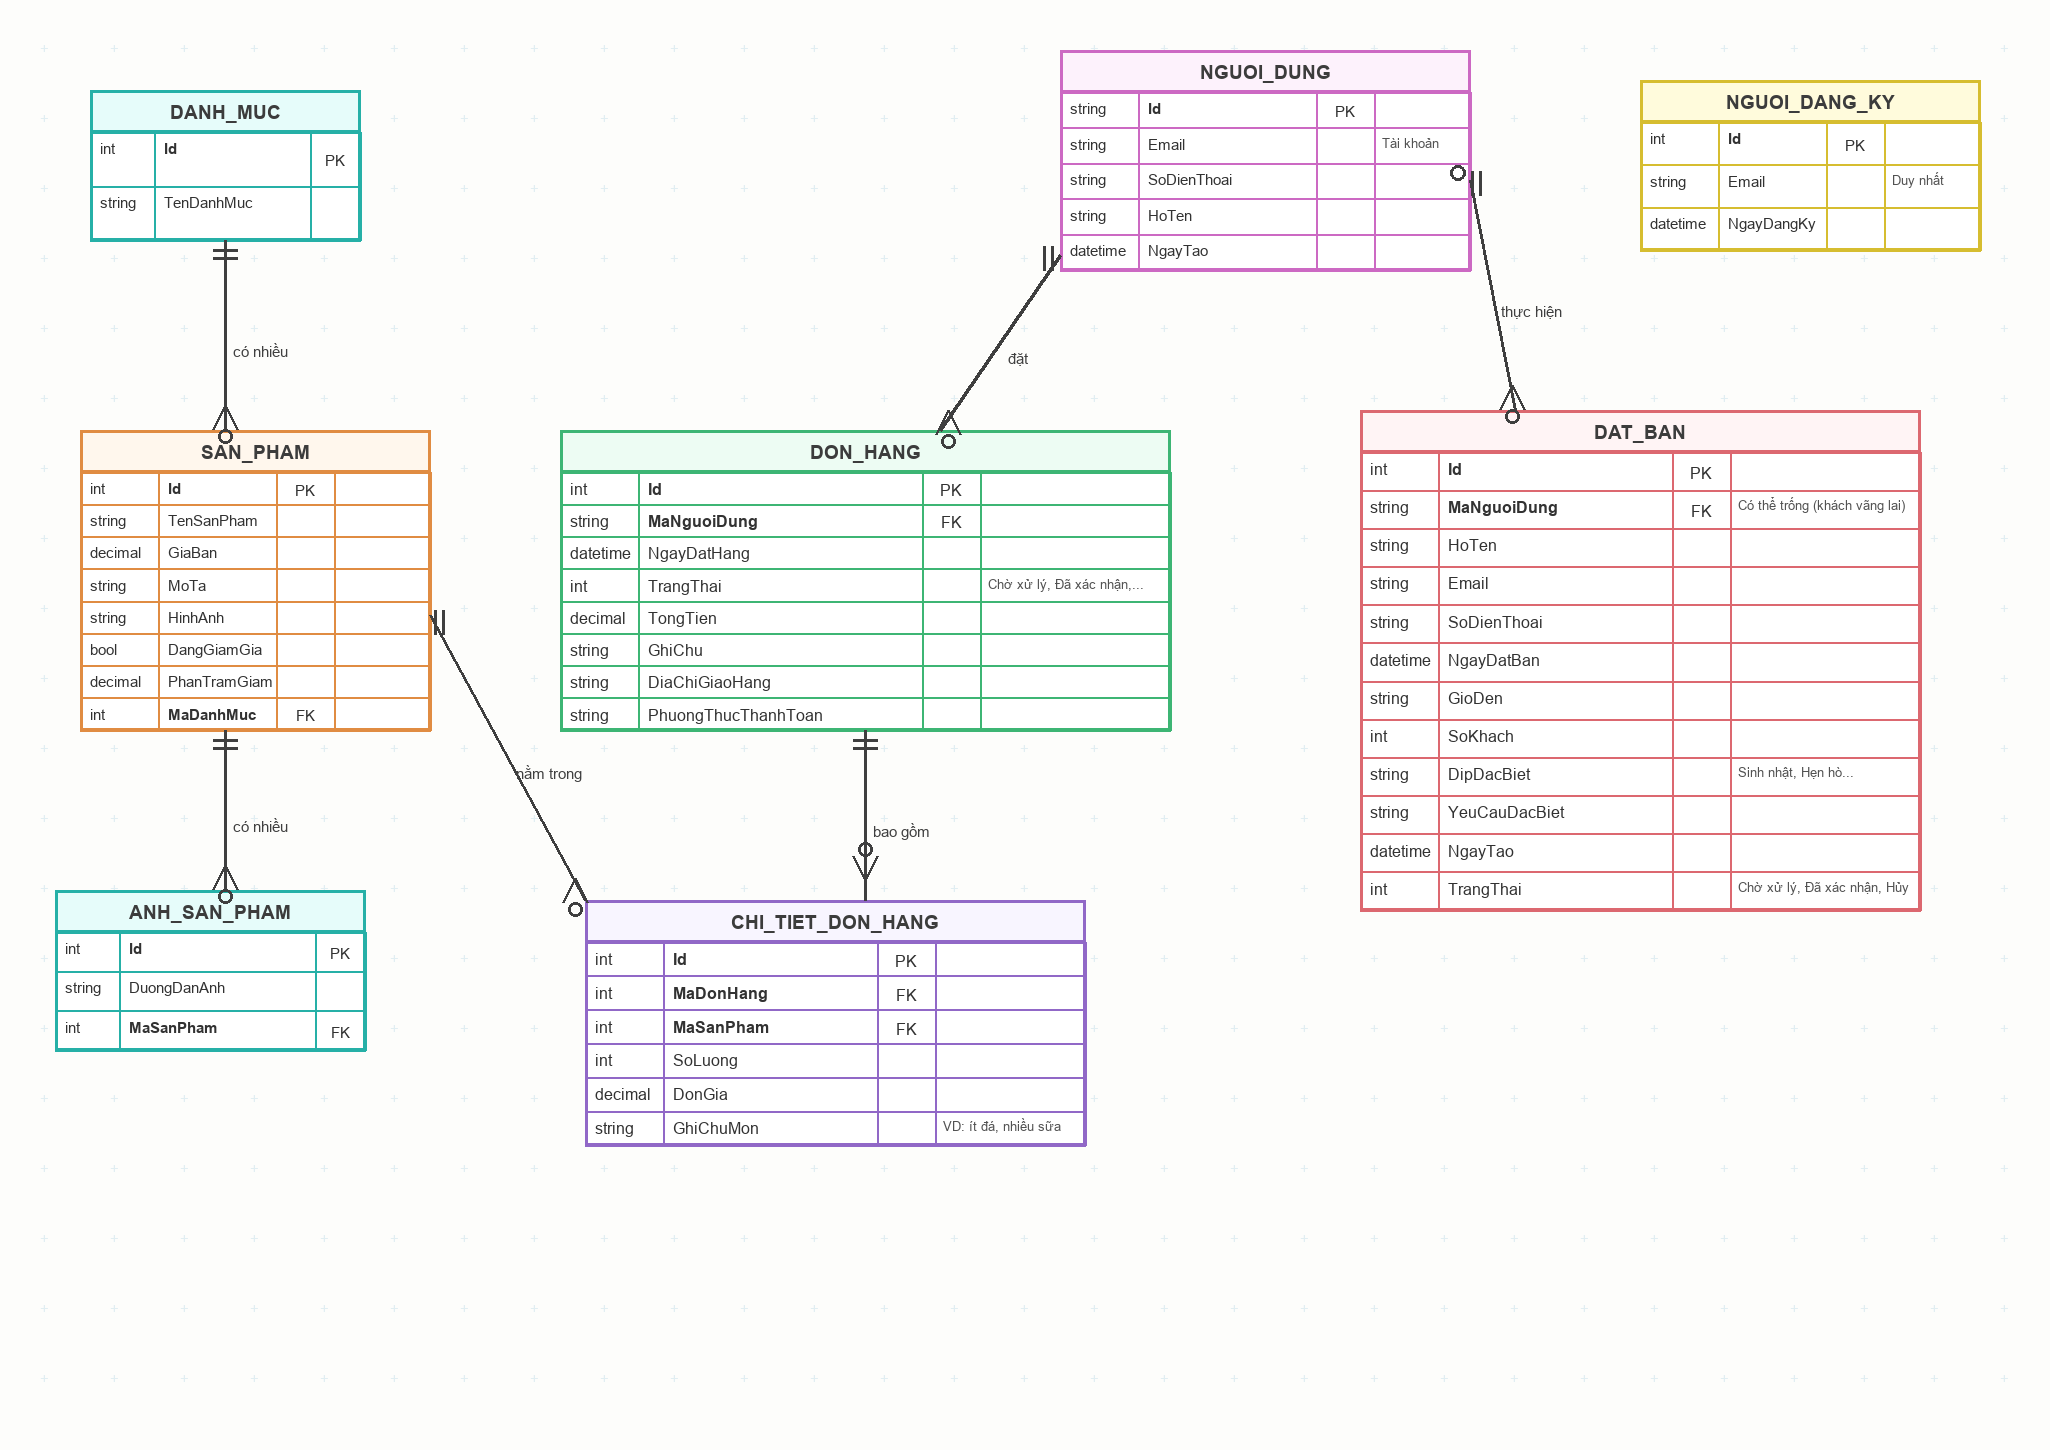 DANH_MUC
int Id PK
string TenDanhMuc
có nhiều
NGUOI_DUNG
string Id PK
string Email Tài khoản
string SoDienThoai
string HoTen
datetime NgayTao
NGUOI_DANG_KY
int Id PK
string Email Duy nhất
datetime NgayDangKy
thực hiện
đặt
SAN_PHAM
int Id PK
string TenSanPham
decimal GiaBan
string MoTa
string HinhAnh
bool DangGiamGia
decimal PhanTramGiam
int MaDanhMuc FK
DON_HANG
int Id PK
string MaNguoiDung FK
datetime NgayDatHang
int TrangThai Chờ xử lý, Đã xác nhận,...
decimal TongTien
string GhiChu
string DiaChiGiaoHang
string PhuongThucThanhToan
DAT_BAN
int Id PK
string MaNguoiDung FK Có thể trống (khách vãng lai)
string HoTen
string Email
string SoDienThoai
datetime NgayDatBan
string GioDen
int SoKhach
string DipDacBiet Sinh nhật, Hẹn hò...
string YeuCauDacBiet
datetime NgayTao
int TrangThai Chờ xử lý, Đã xác nhận, Hủy
nằm trong
có nhiều
bao gồm
ANH_SAN_PHAM
int Id PK
string DuongDanAnh
int MaSanPham FK
CHI_TIET_DON_HANG
int Id PK
int MaDonHang FK
int MaSanPham FK
int SoLuong
decimal DonGia
string GhiChuMon VD: ít đá, nhiều sữa